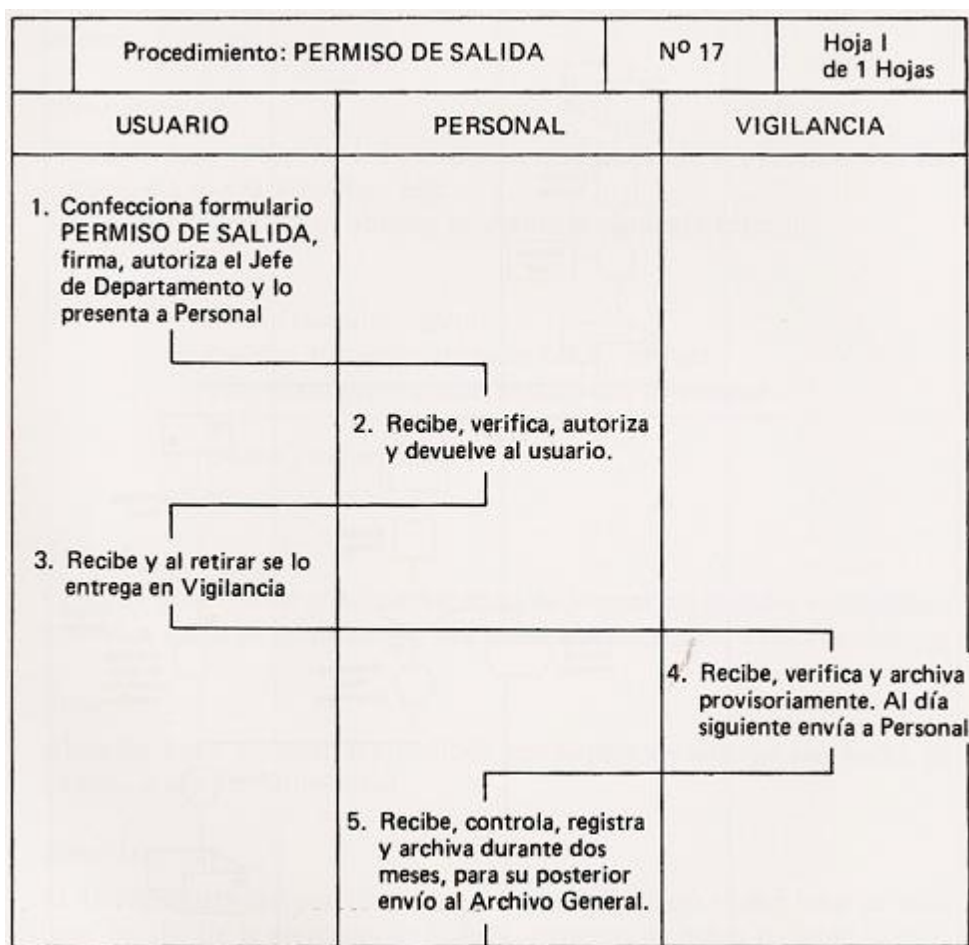 Procedimiento: PERMISO DE SALIDA
Nº 17
Hoja I
de 1 Hojas
USUARIO
PERSONAL
VIGILANCIA
1. Confecciona formulario
PERMISO DE SALIDA,
firma, autoriza el Jefe
de Departamento y lo
presenta a Personal
2. Recibe, verifica, autoriza
y devuelve al usuario.
3. Recibe y al retirar se lo
entrega en Vigilancia
4. Recibe, verifica y archiva
provisoriamente. Al día
siguiente envía a Personal
5. Recibe, controla, registra
y archiva durante dos
meses, para su posterior
envío al Archivo General.